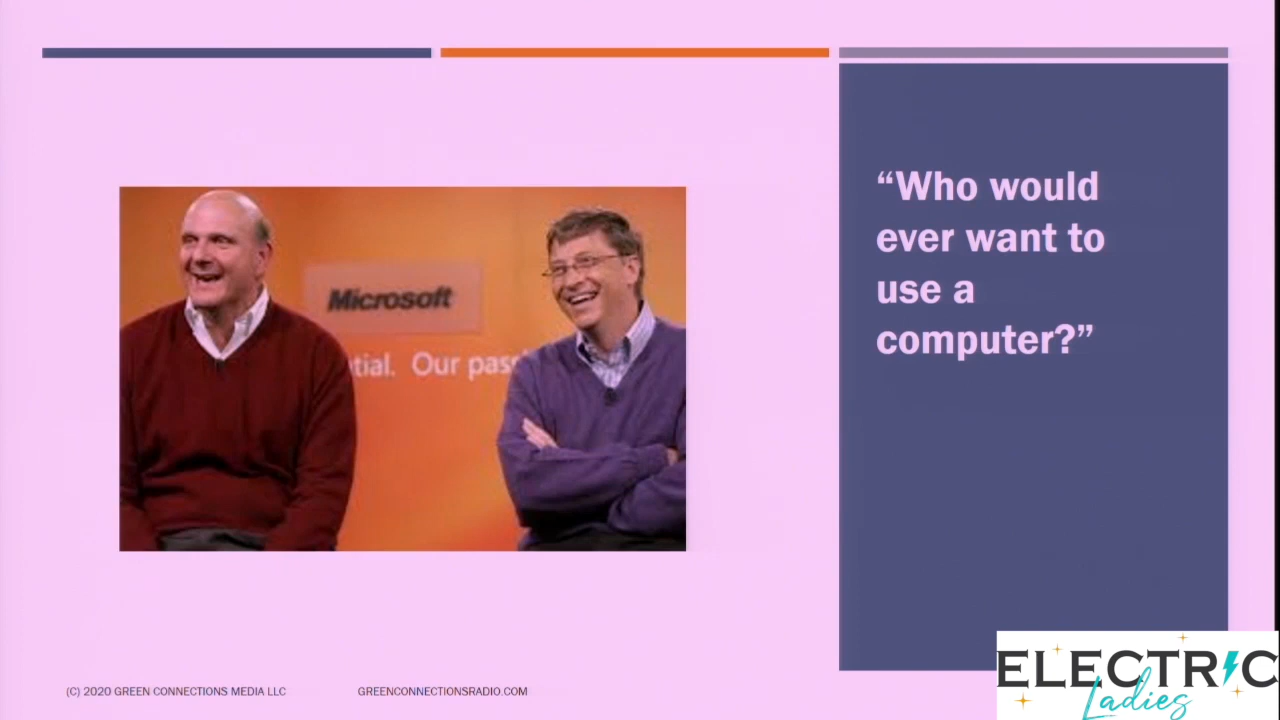 “Who would
ever want to
use a
computer?”
Microsoft
tial. Our pass
(C) 2020 GREEN CONNECTIONS MEDIA LLC
GREENCONNECTIONSRADIO.COM
ELECTRIC
Ladies